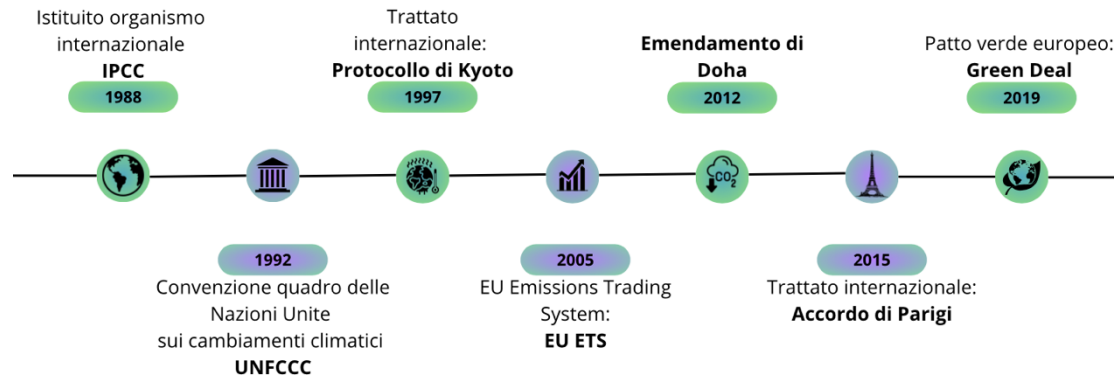 Istituito organismo
internazionale
IPCC
1988
Trattato
internazionale:
Protocollo di Kyoto
1997
Emendamento di
Doha
2012
Patto verde europeo:
Green Deal
2019
CO2
1992
Convenzione quadro delle
Nazioni Unite
sui cambiamenti climatici
UNFCCC
2005
EU Emissions Trading
System:
EU ETS
2015
Trattato internazionale:
Accordo di Parigi